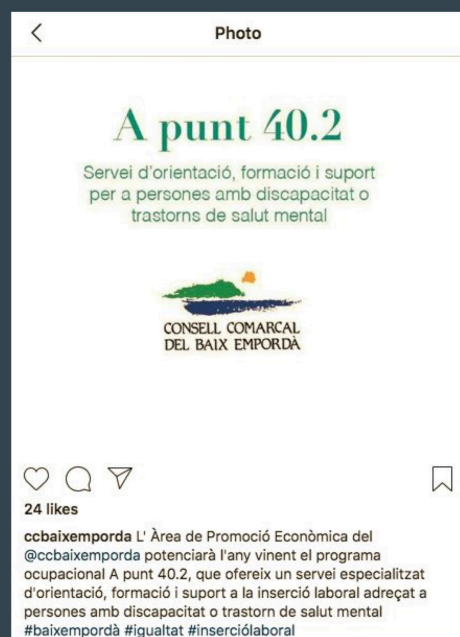 Photo
A punt 40.2
Servei d'orientació, formació i suport
per a persones amb discapacitat o
trastorns de salut mental
CONSELL COMARCAL
DEL BAIX EMPORDÀ
24 likes
ccbaixemporda L' Àrea de Promoció Econòmica del
@ccbaixemporda potenciarà l'any vinent el programa
ocupacional A punt 40.2, que ofereix un servei especialitzat
d'orientació, formació i suport a la inserció laboral adreçat a
persones amb discapacitat o trastorn de salut mental
#baixempordà #igualtat #inserciólaboral